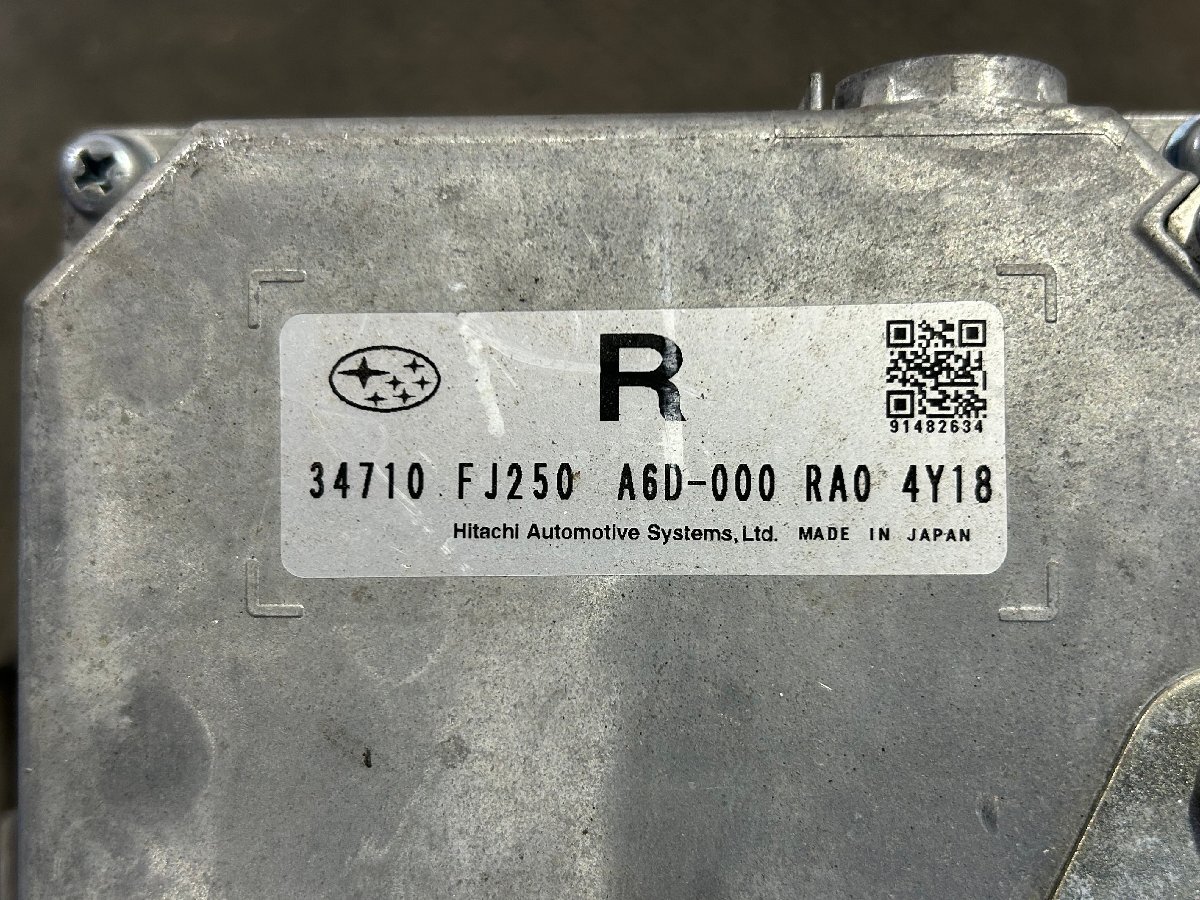 R
91482634
34710 FJ250 A6D-000 RA0 4Y18
Hitachi Automotive Systems, Ltd. MADE IN JAPAN